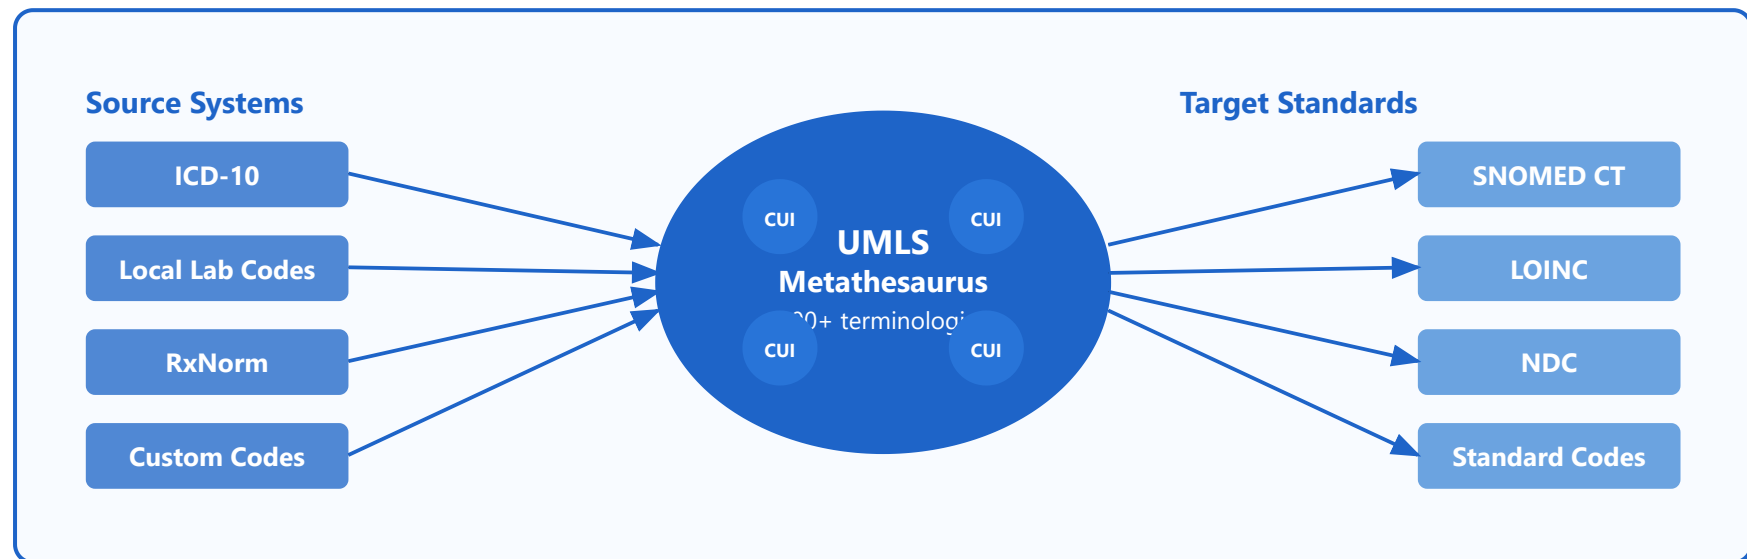 Source Systems
Target Standards
ICD-10
Local Lab Codes
RxNorm
Custom Codes
CUI
CUI
UMLS
Metathesaurus
CUI
CUI
SNOMED CT
LOINC
NDC
Standard Codes